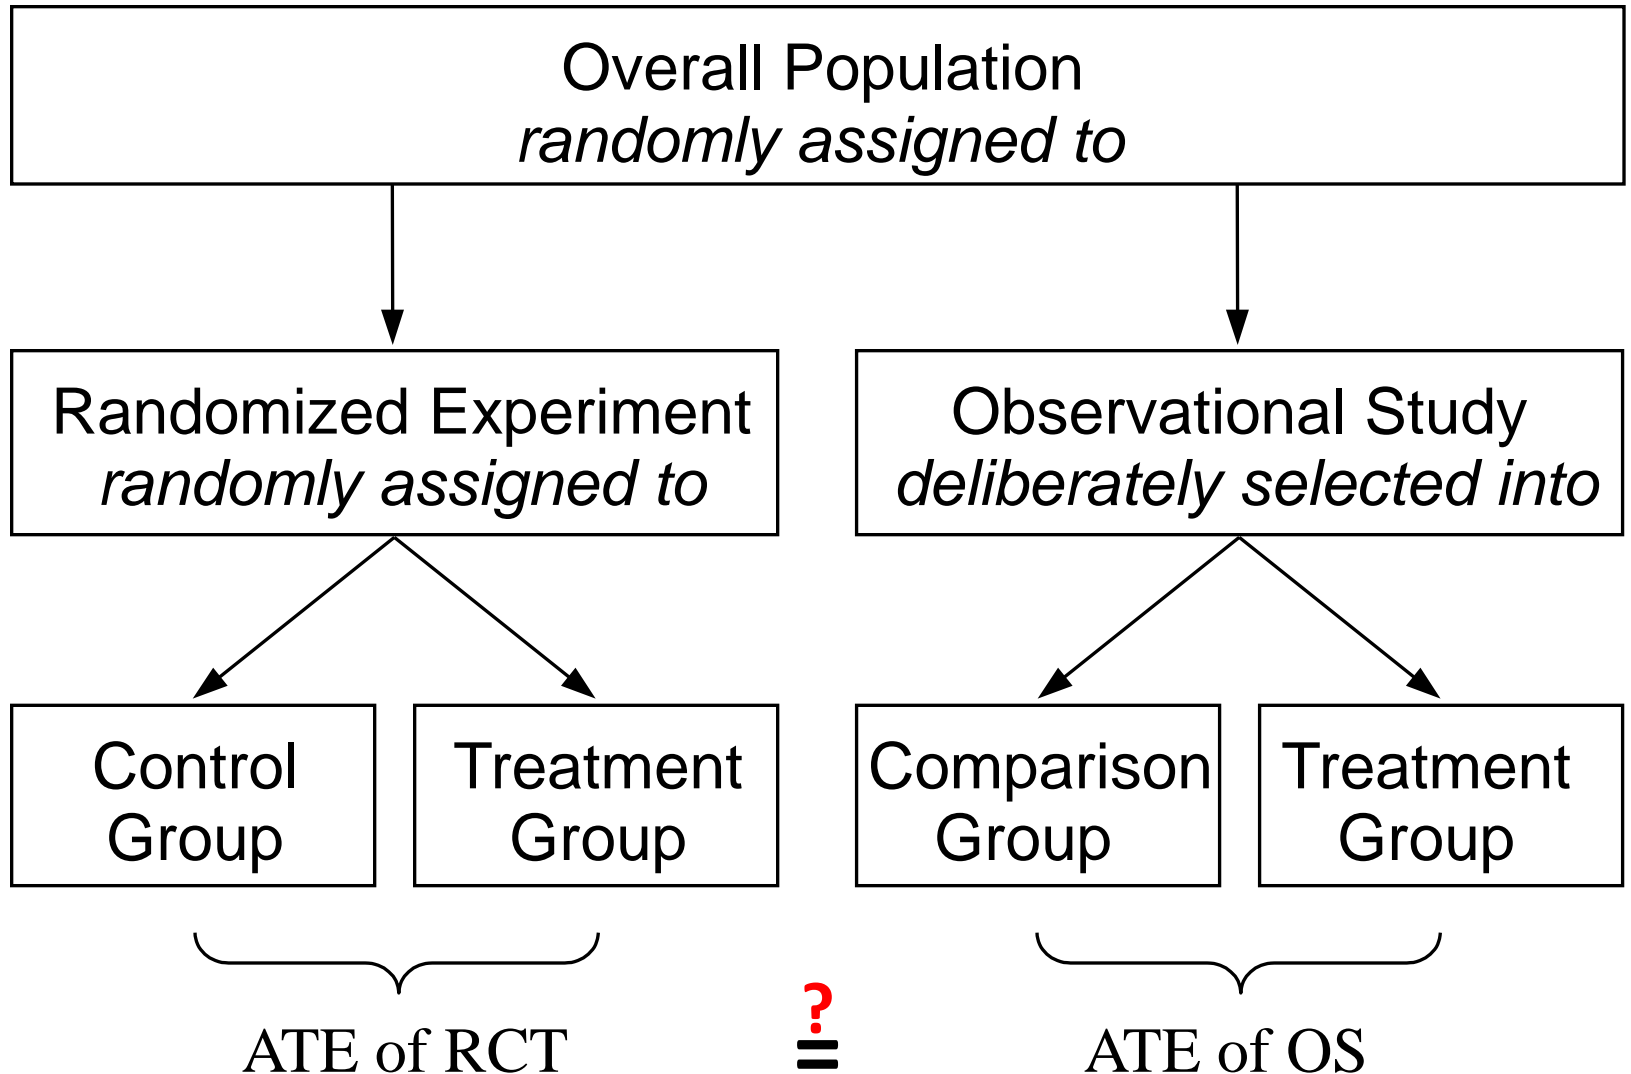 Overall Population
randomly assigned to
Randomized Experiment
randomly assigned to
Observational Study
deliberately selected into
Control
Group
Treatment
Group
Comparison
Group
Treatment
Group
ATE of RCT
?
=
ATE of OS